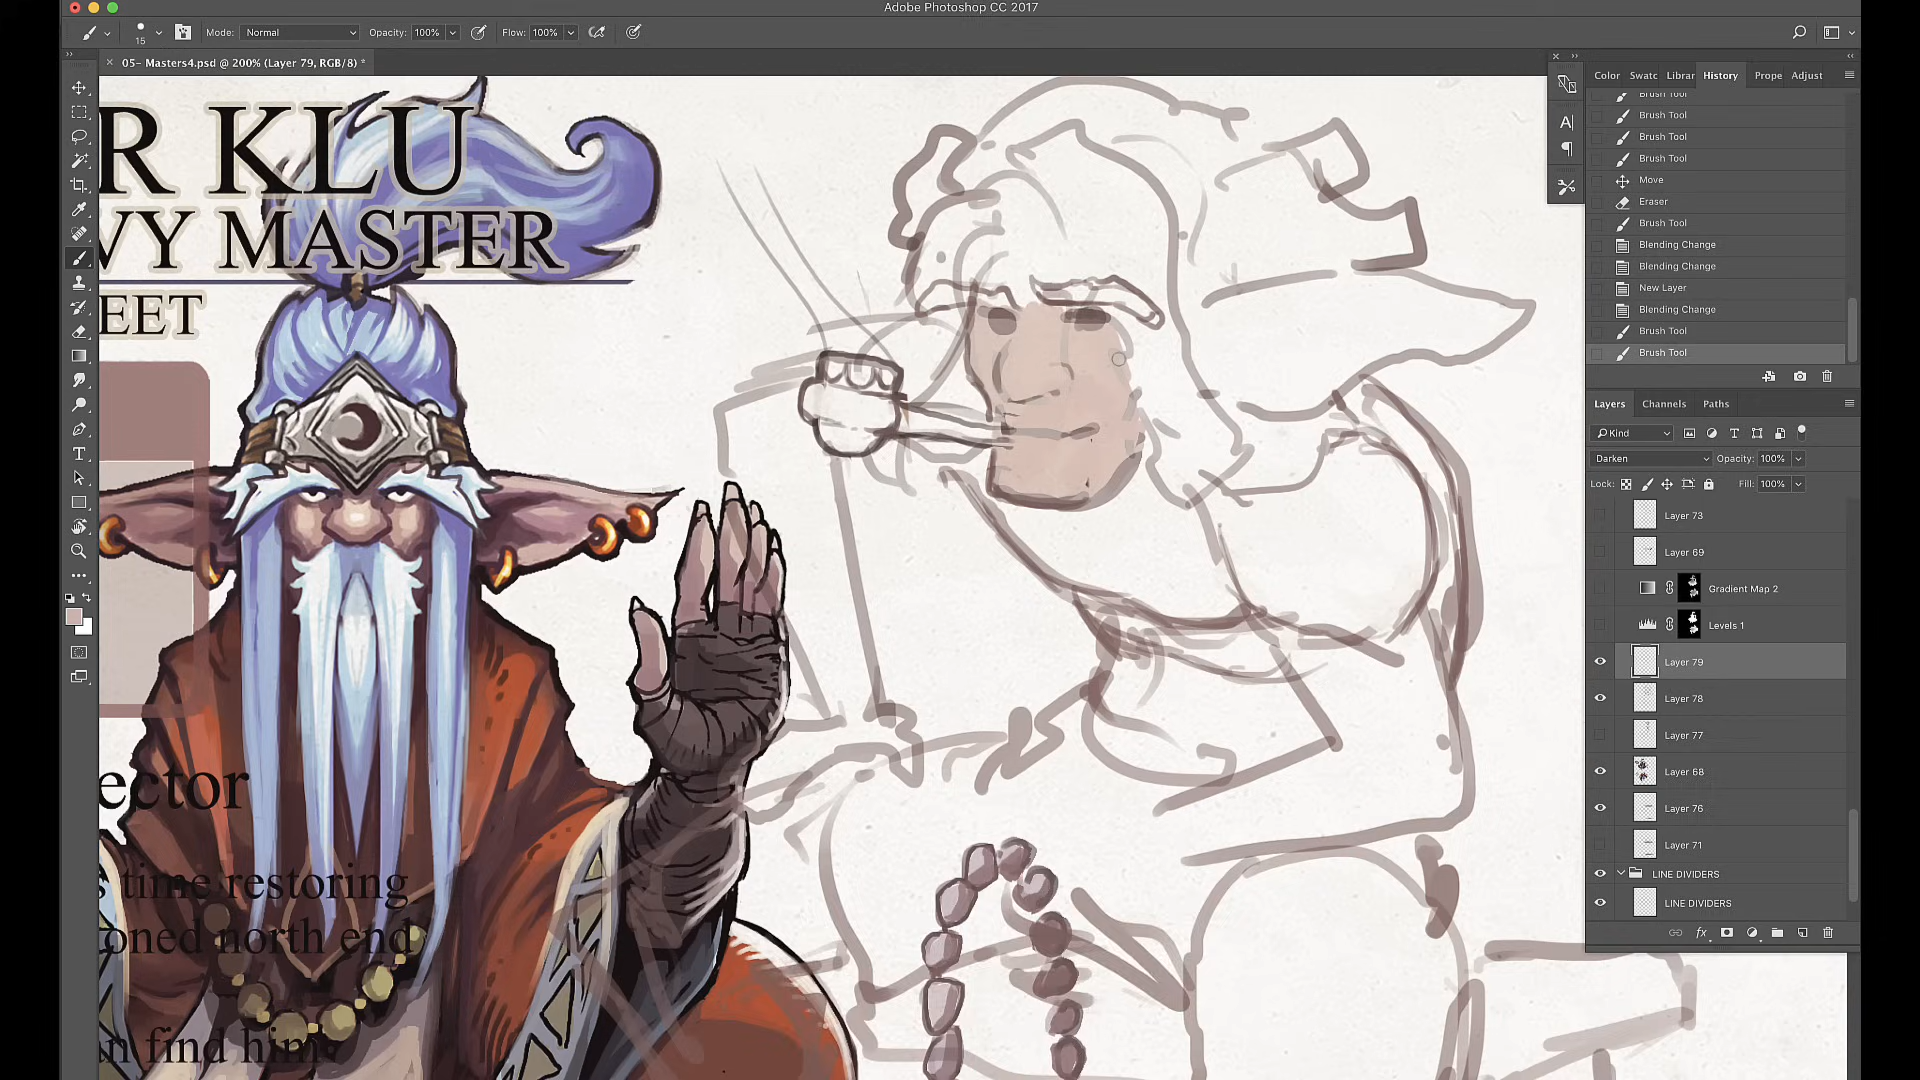 Adobe Photoshop CC 2017
15
Mode: Normal
Opacity: 100%
Flow: 100%
05- Masters4.psd @ 200% (Layer 79, RGB/8) *
R KLU
VY MASTER
EET
ector
s time restoring
oned north end
n find him.
Color
Swatc
Librar
History
Prope
Adjust
Brush Tool
Brush Tool
Brush Tool
Brush Tool
Move
Eraser
Brush Tool
Blending Change
Blending Change
New Layer
Blending Change
Brush Tool
Brush Tool
Layers
Channels
Paths
Kind
Darken
Opacity: 100%
Lock:
Fill: 100%
Layer 73
Layer 69
Gradient Map 2
Levels 1
Layer 79
Layer 78
Layer 77
Layer 68
Layer 76
Layer 71
LINE DIVIDERS
LINE DIVIDERS
fx